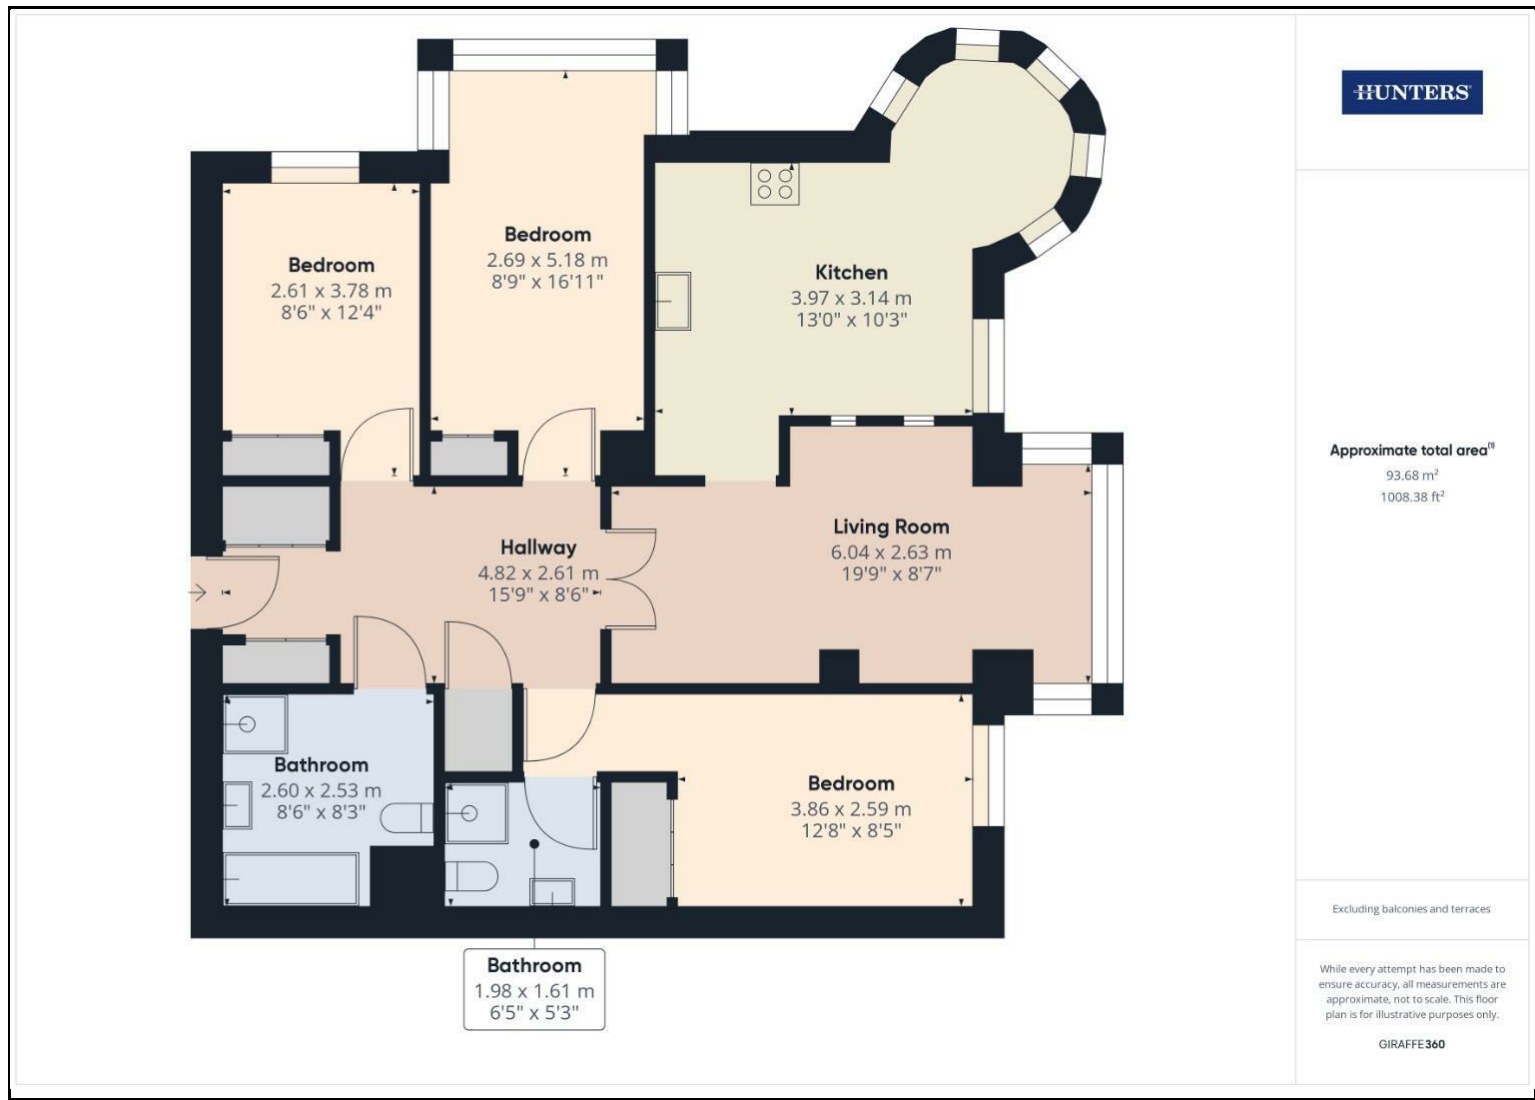 HUNTERS
Bedroom
2.69 x 5.18 m
8'9" x 16'11"
Bedroom
2.61 x 3.78 m
8'6" x 12'4"
Kitchen
3.97 x 3.14 m
13'0" x 10'3"
Living Room
6.04 x 2.63 m
19'9" x 8'7"
Hallway
4.82 x 2.61 m
15'9" x 8'6"
Bathroom
2.60 x 2.53 m
8'6" x 8'3"
Bedroom
3.86 x 2.59 m
12'8" x 8'5"
Bathroom
1.98 x 1.61 m
6'5" x 5'3"
Approximate total area(1)
93.68 m²
1008.38 ft²
Excluding balconies and terraces
While every attempt has been made to
ensure accuracy, all measurements are
approximate, not to scale. This floor
plan is for illustrative purposes only.
GIRAFFE360